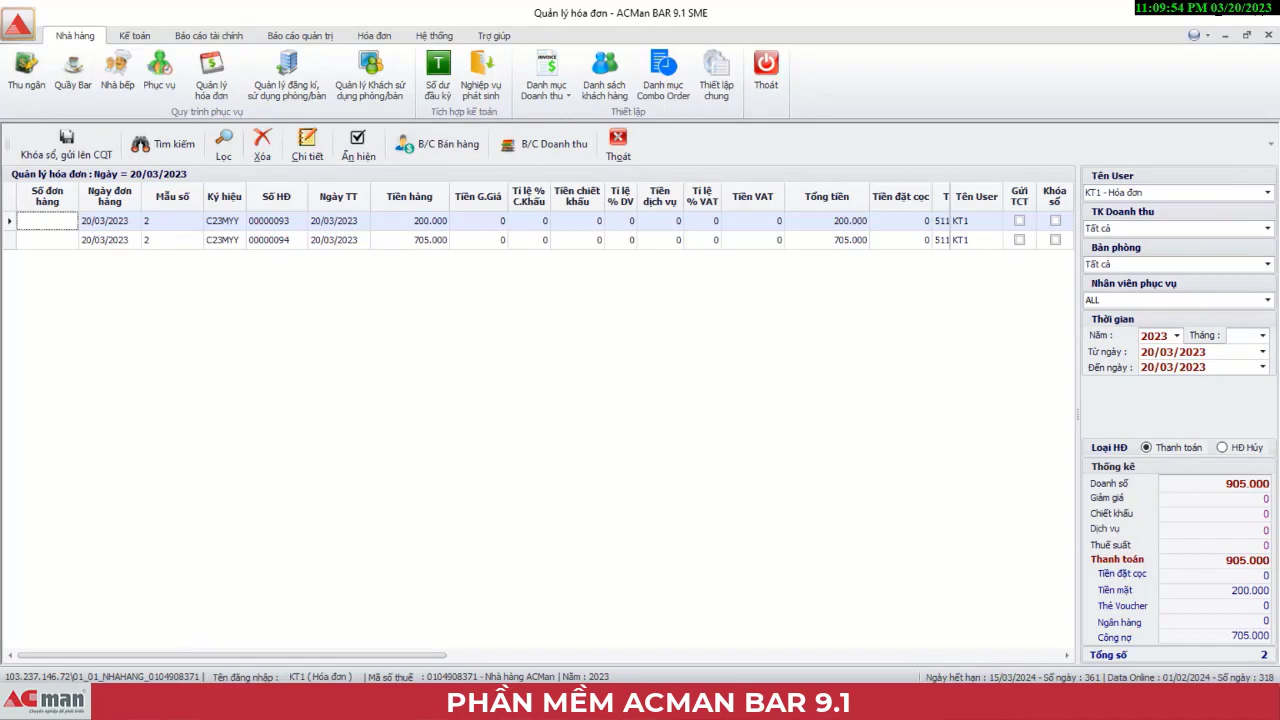 11:09:54 PM 03/20/2023
Quản lý hóa đơn - ACMan BAR 9.1 SME
Nhà hàng Kế toán Báo cáo tài chính Báo cáo quản trị Hóa đơn Hệ thống Trợ giúp
Thu ngân Quầy Bar Nhà bếp Phục vụ Quản lý hóa đơn Quản lý đăng kí, sử dụng phòng/bàn Quản lý Khách sử dụng phòng/bàn Số dư đầu kỳ Nghiệp vụ phát sinh Danh mục Doanh thu Danh sách khách hàng Danh mục Combo Order Thiết lập chung Thoát
Quy trình phục vụ Tích hợp kế toán Thiết lập
Khóa sổ, gửi lên CQT Tìm kiếm Lọc Xóa Chi tiết Ẩn hiện B/C Bán hàng B/C Doanh thu Thoát
Quản lý hóa đơn : Ngày = 20/03/2023
Số đơn hàng Ngày đơn hàng Mẫu số Ký hiệu Số HĐ Ngày TT Tiền hàng Tiền G.Giá Tỉ lệ % C.Khấu Tiền chiết khấu Tỉ lệ % DV Tiền dịch vụ Tỉ lệ % VAT Tiền VAT Tổng tiền Tiền đặt cọc T Tên User Gửi TCT Khóa sổ
20/03/2023 2 C23MYY 00000093 20/03/2023 200.000 0 0 0 0 0 0 0 200.000 0 511 KT1
20/03/2023 2 C23MYY 00000094 20/03/2023 705.000 0 0 0 0 0 0 0 705.000 0 511 KT1
Tên User
KT1 - Hóa đơn
TK Doanh thu
Tất cả
Bàn phòng
Tất cả
Nhân viên phục vụ
ALL
Thời gian
Năm : 2023 Tháng :
Từ ngày : 20/03/2023
Đến ngày : 20/03/2023
Loại HĐ Thanh toán HĐ Hủy
Thống kê
Doanh số 905.000
Giảm giá 0
Chiết khấu 0
Dịch vụ 0
Thuế suất 0
Thanh toán 905.000
Tiền đặt cọc 0
Tiền mặt 200.000
Thẻ Voucher 0
Ngân hàng 0
Công nợ 705.000
Tổng số 2
103.237.146.72\01_01_NHAHANG_0104908371 Tên đăng nhập : KT1 ( Hóa đơn ) | Mã số thuế : 0104908371 - Nhà hàng ACMan | Năm : 2023 Ngày hết hạn : 15/03/2024 - Số ngày : 361 | Data Online : 01/02/2024 - Số ngày : 318
ACman
Chuyên nghiệp để phát triển
PHẦN MỀM ACMAN BAR 9.1